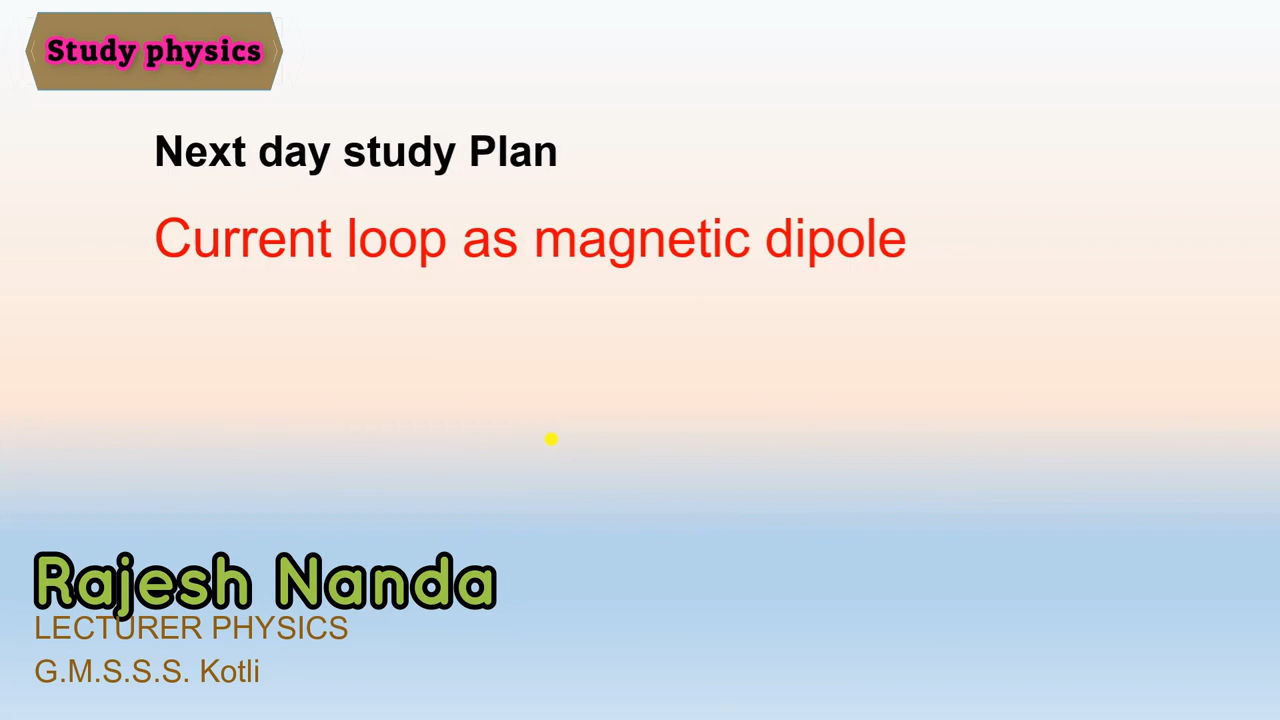 Study physics
Next day study Plan
Current loop as magnetic dipole
Rajesh Nanda
LECTURER PHYSICS
G.M.S.S.S. Kotli